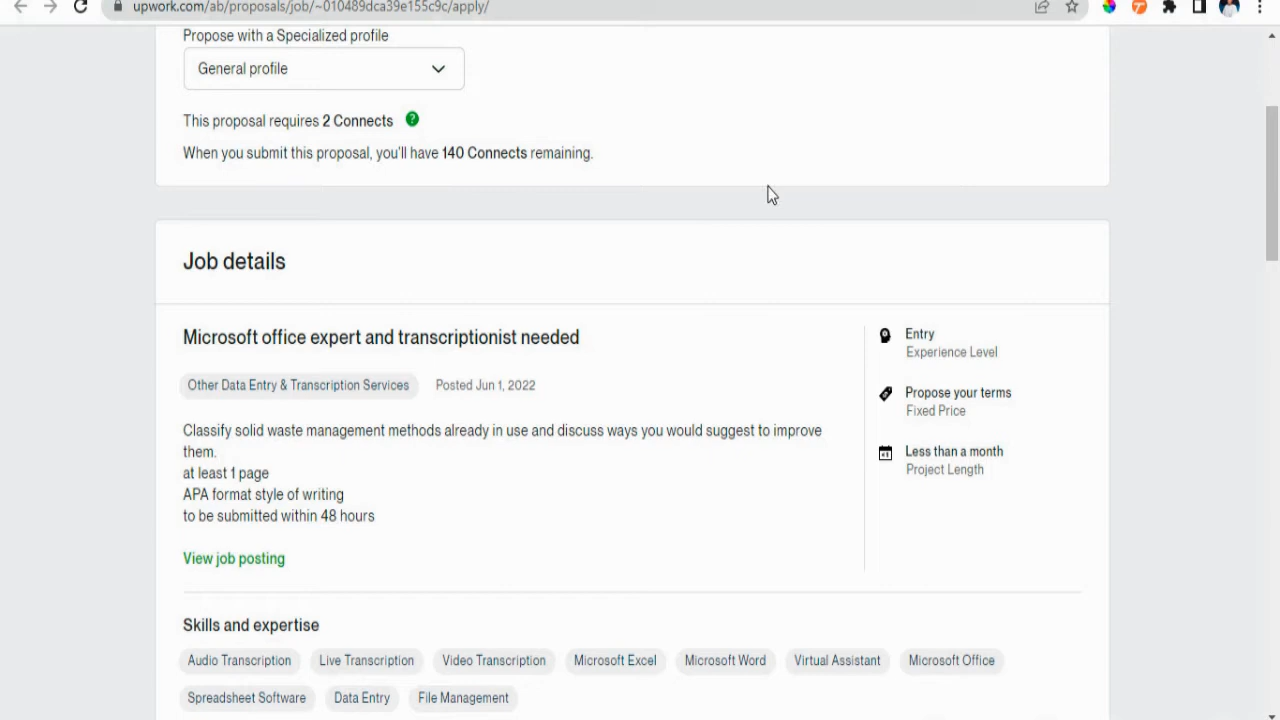 upwork.com/ab/proposals/job/~010489dca39e155c9c/apply/
Propose with a Specialized profile
General profile
This proposal requires 2 Connects ?
When you submit this proposal, you'll have 140 Connects remaining.
Job details
Microsoft office expert and transcriptionist needed
Other Data Entry & Transcription Services Posted Jun 1, 2022
Classify solid waste management methods already in use and discuss ways you would suggest to improve
them.
at least 1 page
APA format style of writing
to be submitted within 48 hours
View job posting
Entry
Experience Level
Propose your terms
Fixed Price
Less than a month
Project Length
Skills and expertise
Audio Transcription Live Transcription Video Transcription Microsoft Excel Microsoft Word Virtual Assistant Microsoft Office
Spreadsheet Software Data Entry File Management